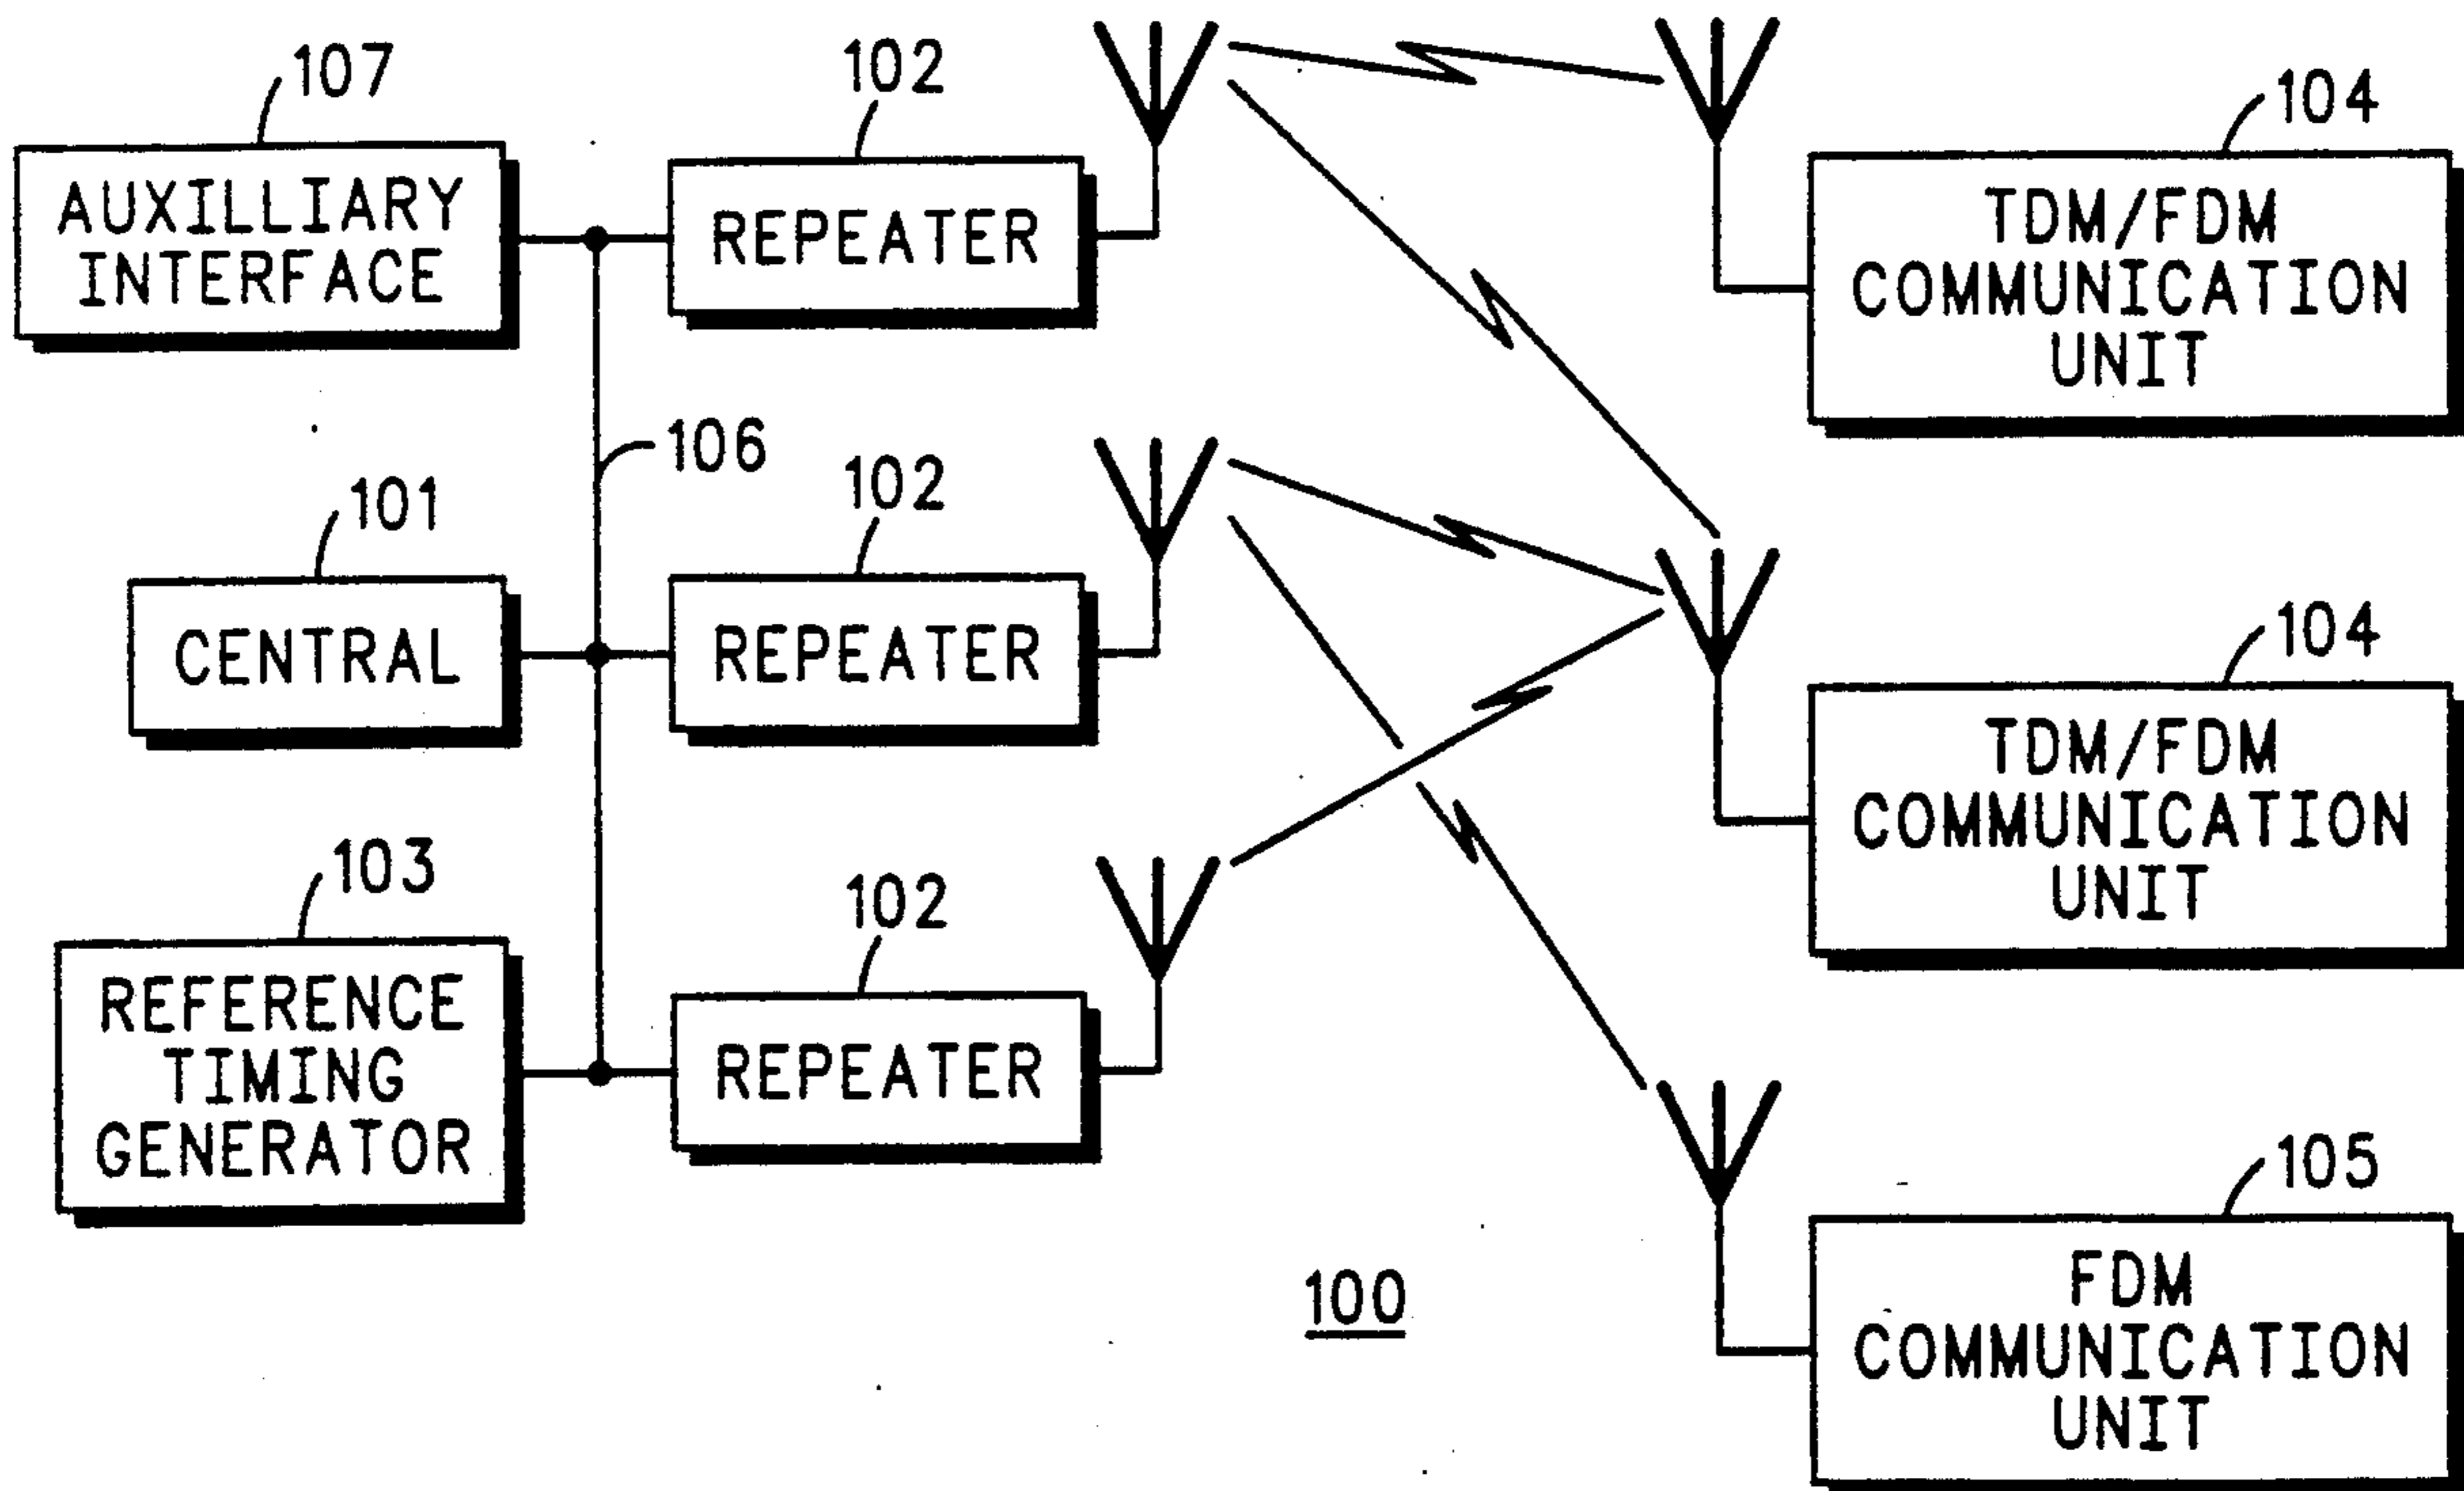 107
AUXILLIARY
INTERFACE
102
REPEATER
104
TDM/FDM
COMMUNICATION
UNIT
106
101
CENTRAL
102
REPEATER
104
TDM/FDM
COMMUNICATION
UNIT
103
REFERENCE
TIMING
GENERATOR
102
REPEATER
105
FDM
COMMUNICATION
UNIT
100